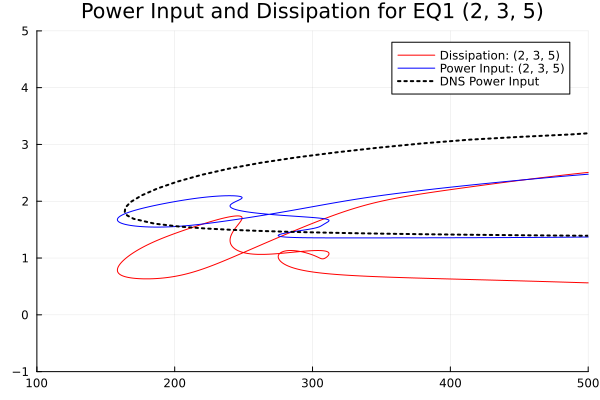 Power Input and Dissipation for EQ1 (2, 3, 5)
5
4
3
2
1
0
−1
Dissipation: (2, 3, 5)
Power Input: (2, 3, 5)
DNS Power Input
100 200 300 400 500